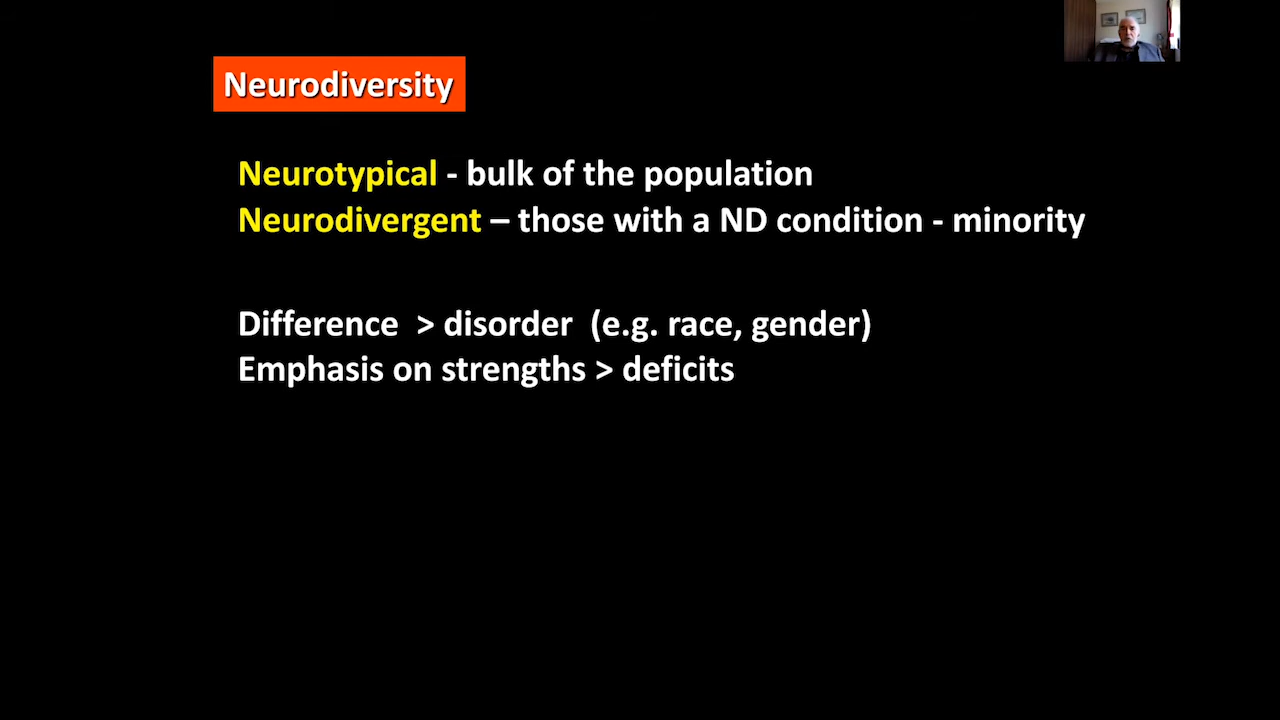 Neurodiversity
Neurotypical - bulk of the population
Neurodivergent – those with a ND condition - minority
Difference > disorder (e.g. race, gender)
Emphasis on strengths > deficits